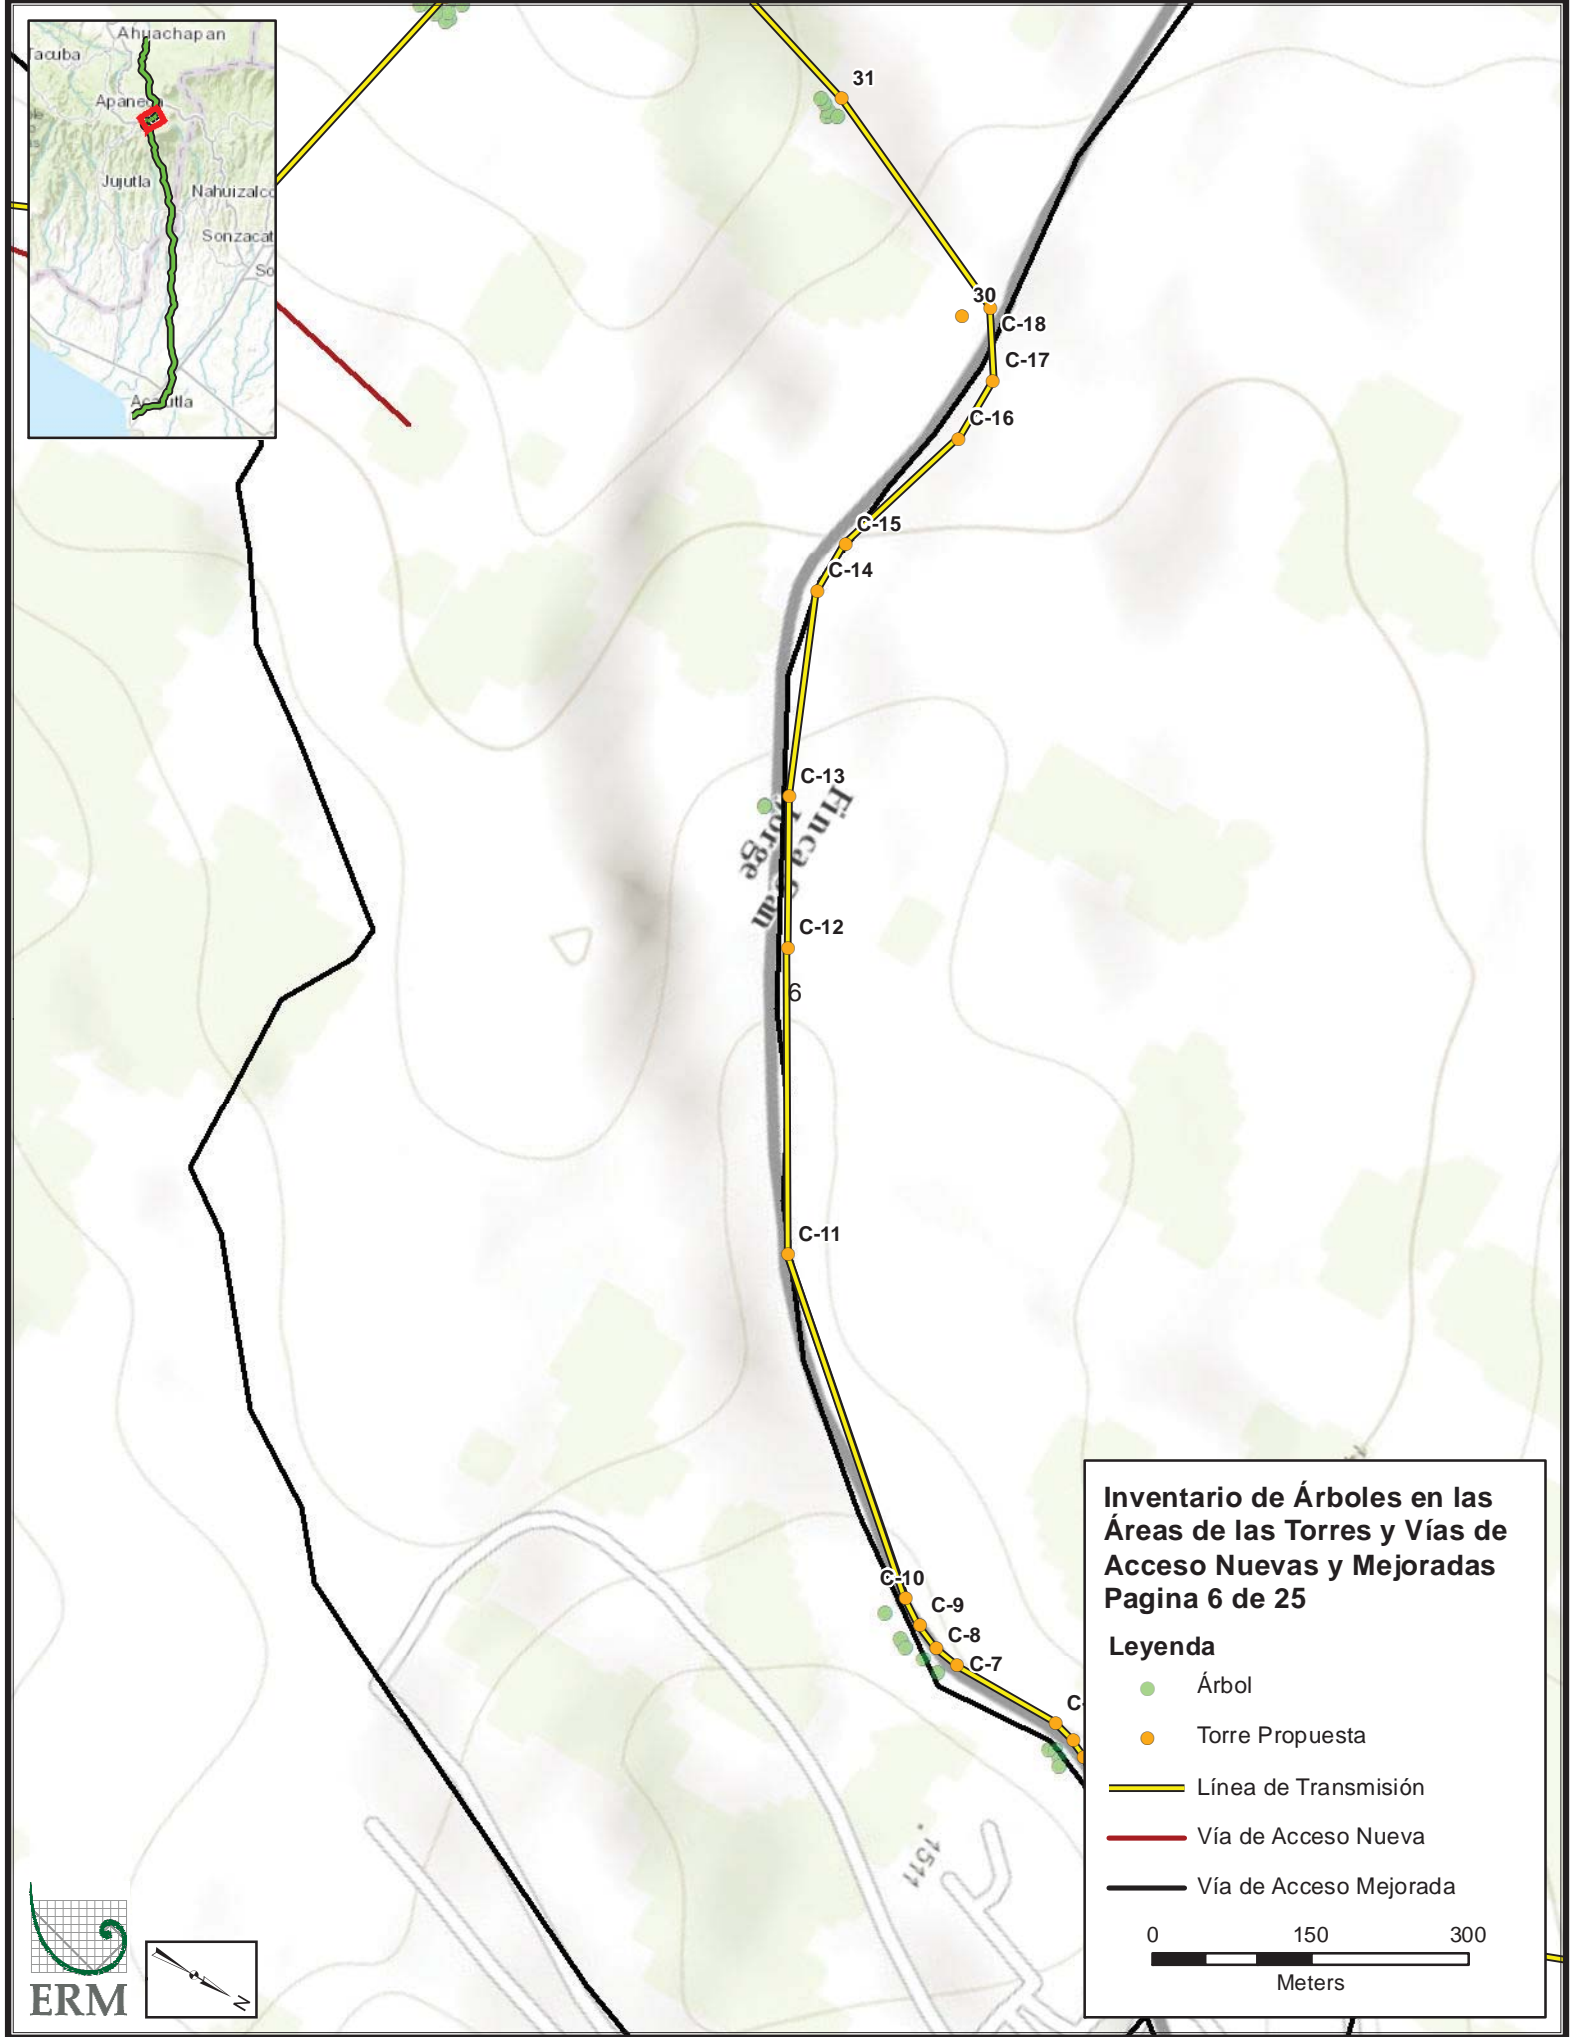 Ahuachapan
Tacuba
Jujutla
Nahuizalco
Sonzacat
So
31
30
C-18
C-17
C-16
C-15
C-14
C-13
Finca San
Jorge
C-12
6
C-11
C-10
C-9
C-8
C-7
C-
1511
Inventario de Árboles en las
Áreas de las Torres y Vías de
Acceso Nuevas y Mejoradas
Pagina 6 de 25
Leyenda
Árbol
Torre Propuesta
Línea de Transmisión
Vía de Acceso Nueva
Vía de Acceso Mejorada
0 150 300
Meters
ERM
N